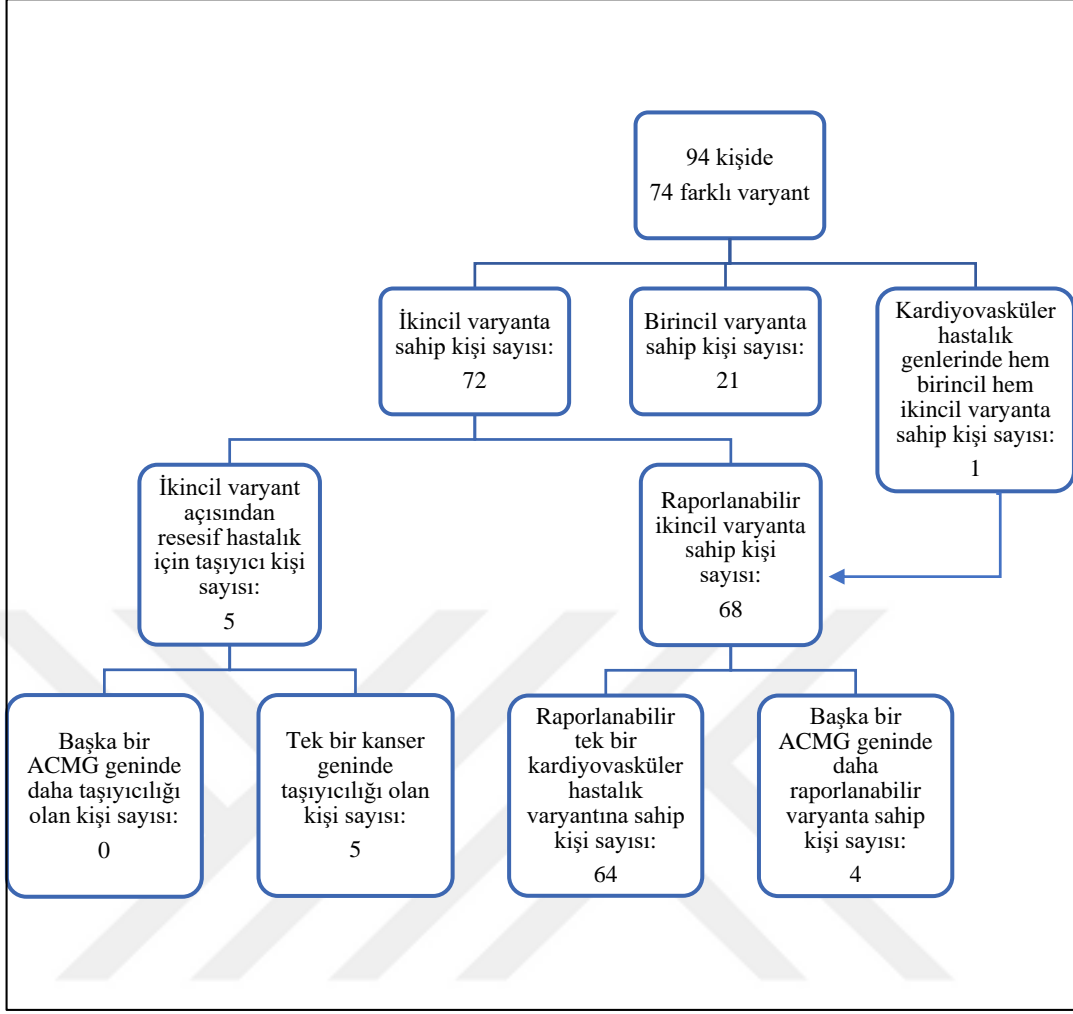 94 kişide
74 farklı varyant
İkincil varyanta
sahip kişi sayısı:
72
Birincil varyanta
sahip kişi sayısı:
21
Kardiyovasküler
hastalık
genlerinde hem
birincil hem
ikincil varyanta
sahip kişi sayısı:
1
İkincil varyant
açısından
resesif hastalık
için taşıyıcı kişi
sayısı:
5
Raporlanabilir
ikincil varyanta
sahip kişi
sayısı:
68
Başka bir
ACMG geninde
daha taşıyıcılığı
olan kişi sayısı:
0
Tek bir kanser
geninde
taşıyıcılığı olan
kişi sayısı:
5
Raporlanabilir
tek bir
kardiyovasküler
hastalık
varyantına sahip
kişi sayısı:
64
Başka bir
ACMG geninde
daha
raporlanabilir
varyanta sahip
kişi sayısı:
4